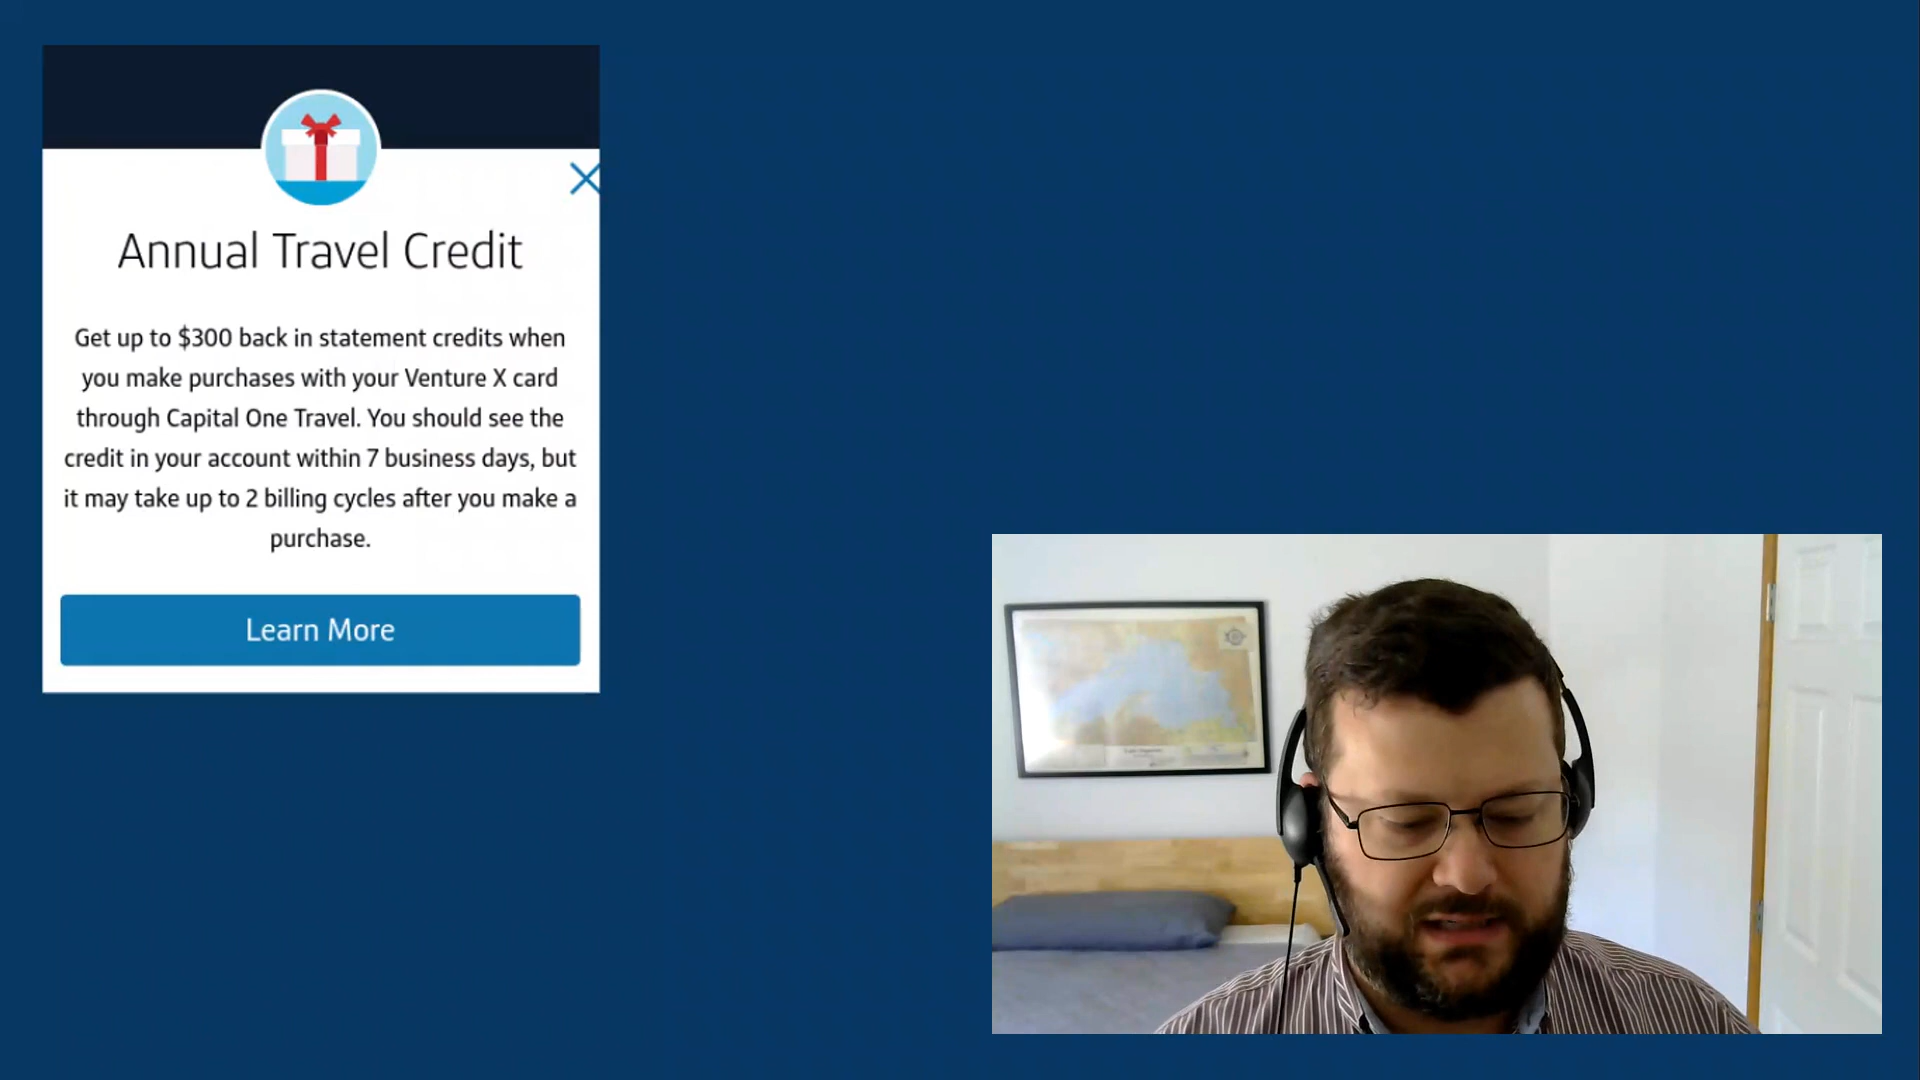 Annual Travel Credit
Get up to $300 back in statement credits when
you make purchases with your Venture X card
through Capital One Travel. You should see the
credit in your account within 7 business days, but
it may take up to 2 billing cycles after you make a
purchase.
Learn More